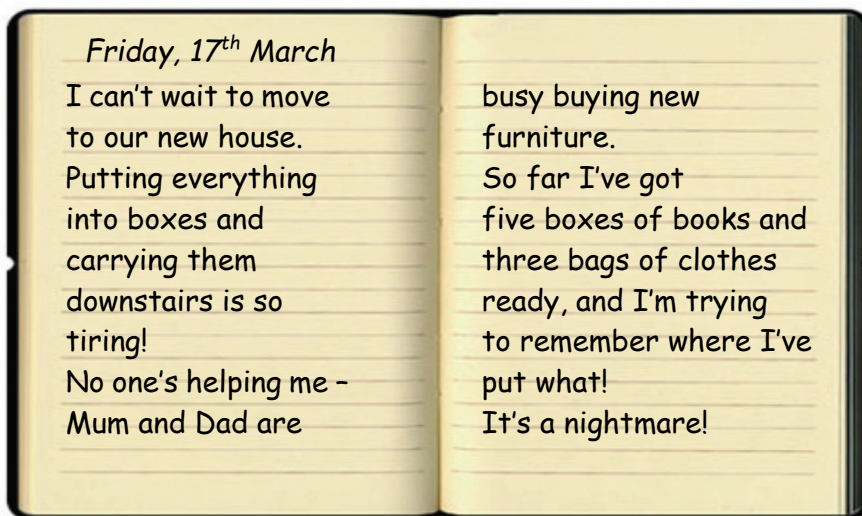 Friday, 17th March
I can't wait to move
to our new house.
Putting everything
into boxes and
carrying them
downstairs is so
tiring!
No one's helping me –
Mum and Dad are
busy buying new
furniture.
So far I've got
five boxes of books and
three bags of clothes
ready, and I'm trying
to remember where I've
put what!
It's a nightmare!